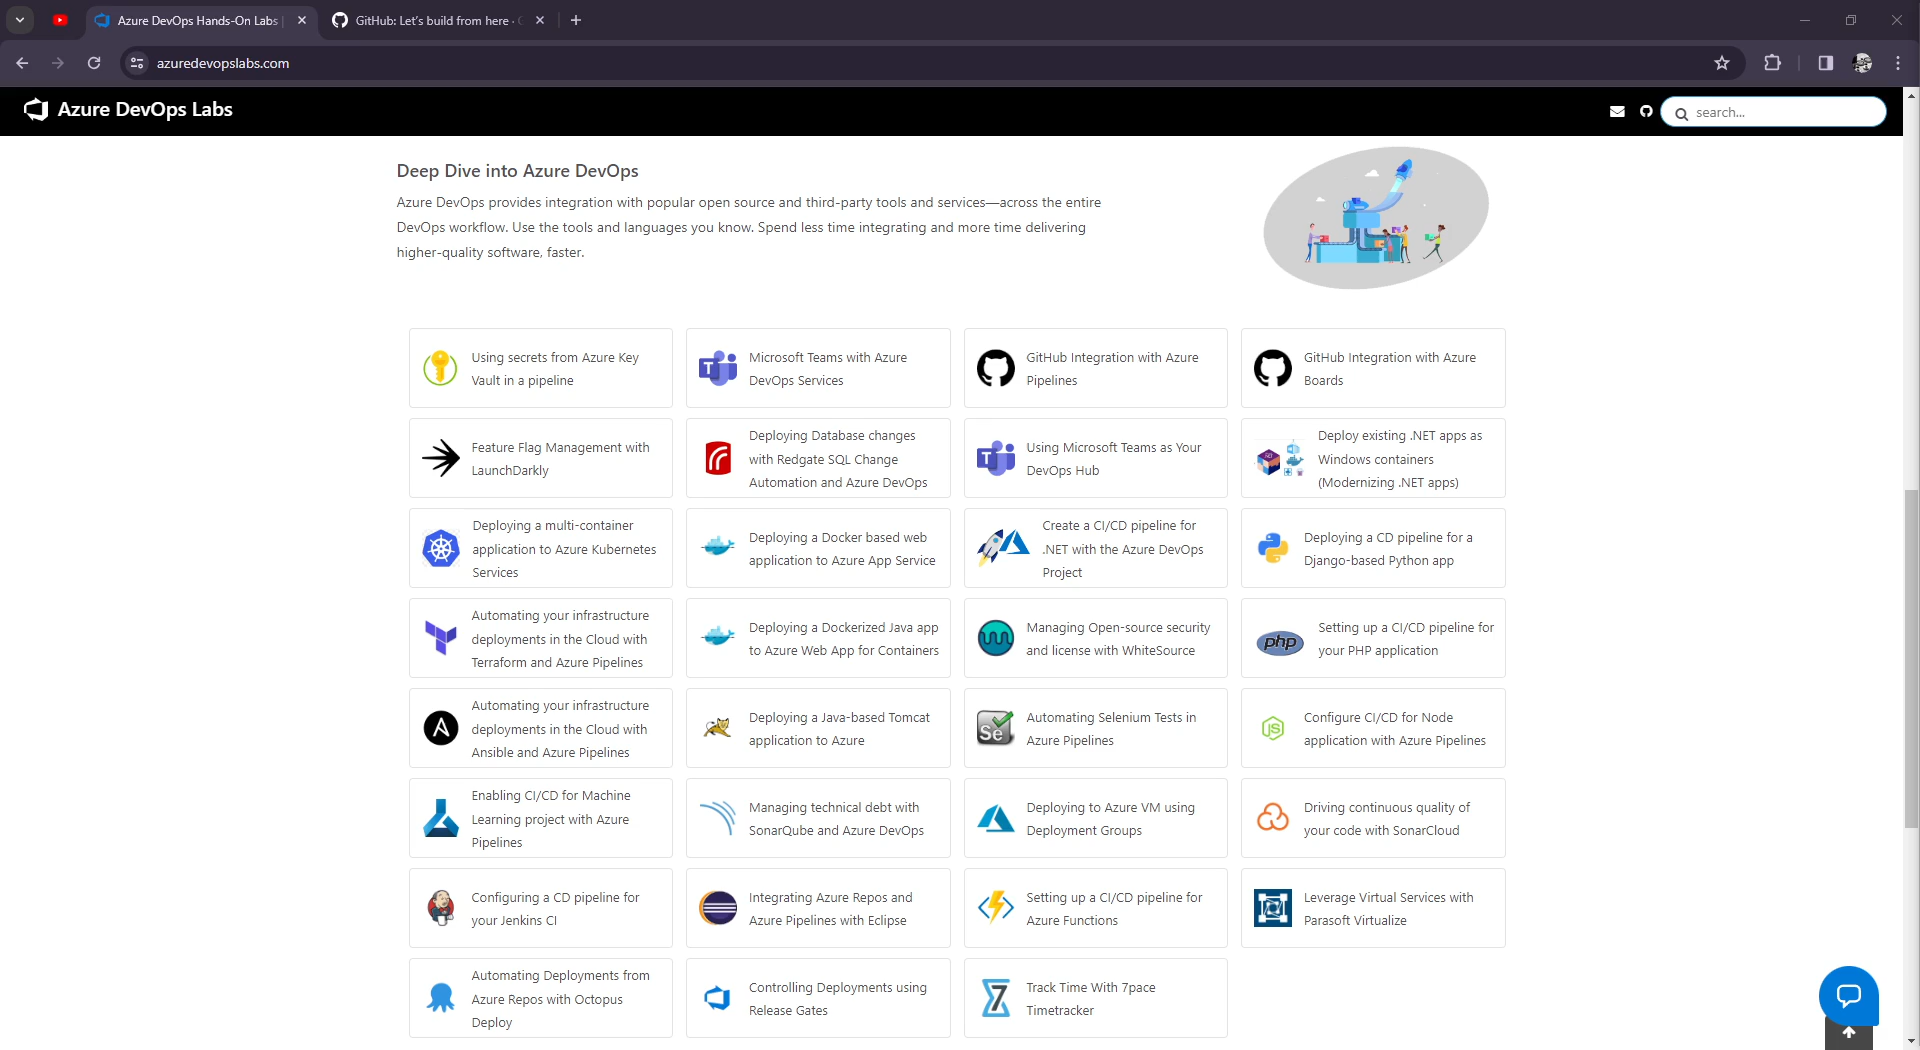 Azure DevOps Hands-On Labs |
GitHub: Let's build from here ·
azuredevopslabs.com
Azure DevOps Labs
search...
Deep Dive into Azure DevOps
Azure DevOps provides integration with popular open source and third-party tools and services—across the entire
DevOps workflow. Use the tools and languages you know. Spend less time integrating and more time delivering
higher-quality software, faster.
Using secrets from Azure Key
Vault in a pipeline
Microsoft Teams with Azure
DevOps Services
GitHub Integration with Azure
Pipelines
GitHub Integration with Azure
Boards
Feature Flag Management with
LaunchDarkly
Deploying Database changes
with Redgate SQL Change
Automation and Azure DevOps
Using Microsoft Teams as Your
DevOps Hub
Deploy existing .NET apps as
Windows containers
(Modernizing .NET apps)
Deploying a multi-container
application to Azure Kubernetes
Services
Deploying a Docker based web
application to Azure App Service
Create a CI/CD pipeline for
.NET with the Azure DevOps
Project
Deploying a CD pipeline for a
Django-based Python app
Automating your infrastructure
deployments in the Cloud with
Terraform and Azure Pipelines
Deploying a Dockerized Java app
to Azure Web App for Containers
Managing Open-source security
and license with WhiteSource
php
Setting up a CI/CD pipeline for
your PHP application
Automating your infrastructure
deployments in the Cloud with
Ansible and Azure Pipelines
Deploying a Java-based Tomcat
application to Azure
Se
Automating Selenium Tests in
Azure Pipelines
JS
Configure CI/CD for Node
application with Azure Pipelines
Enabling CI/CD for Machine
Learning project with Azure
Pipelines
Managing technical debt with
SonarQube and Azure DevOps
Deploying to Azure VM using
Deployment Groups
Driving continuous quality of
your code with SonarCloud
Configuring a CD pipeline for
your Jenkins CI
Integrating Azure Repos and
Azure Pipelines with Eclipse
Setting up a CI/CD pipeline for
Azure Functions
Leverage Virtual Services with
Parasoft Virtualize
Automating Deployments from
Azure Repos with Octopus
Deploy
Controlling Deployments using
Release Gates
7
Track Time With 7pace
Timetracker